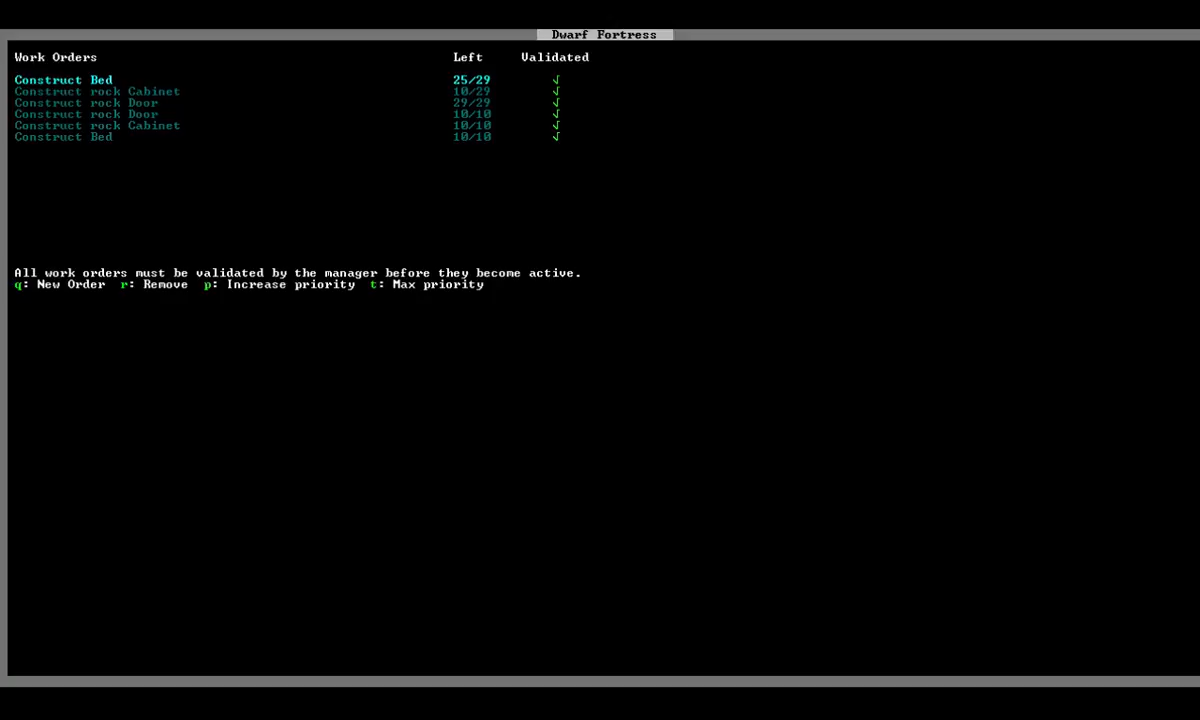 Dwarf Fortress
Work Orders Left Validated
Construct Bed 25/29 √
Construct rock Cabinet 10/29 √
Construct rock Door 29/29 √
Construct rock Door 10/10 √
Construct rock Cabinet 10/10 √
Construct Bed 10/10 √
All work orders must be validated by the manager before they become active.
q: New Order r: Remove p: Increase priority t: Max priority